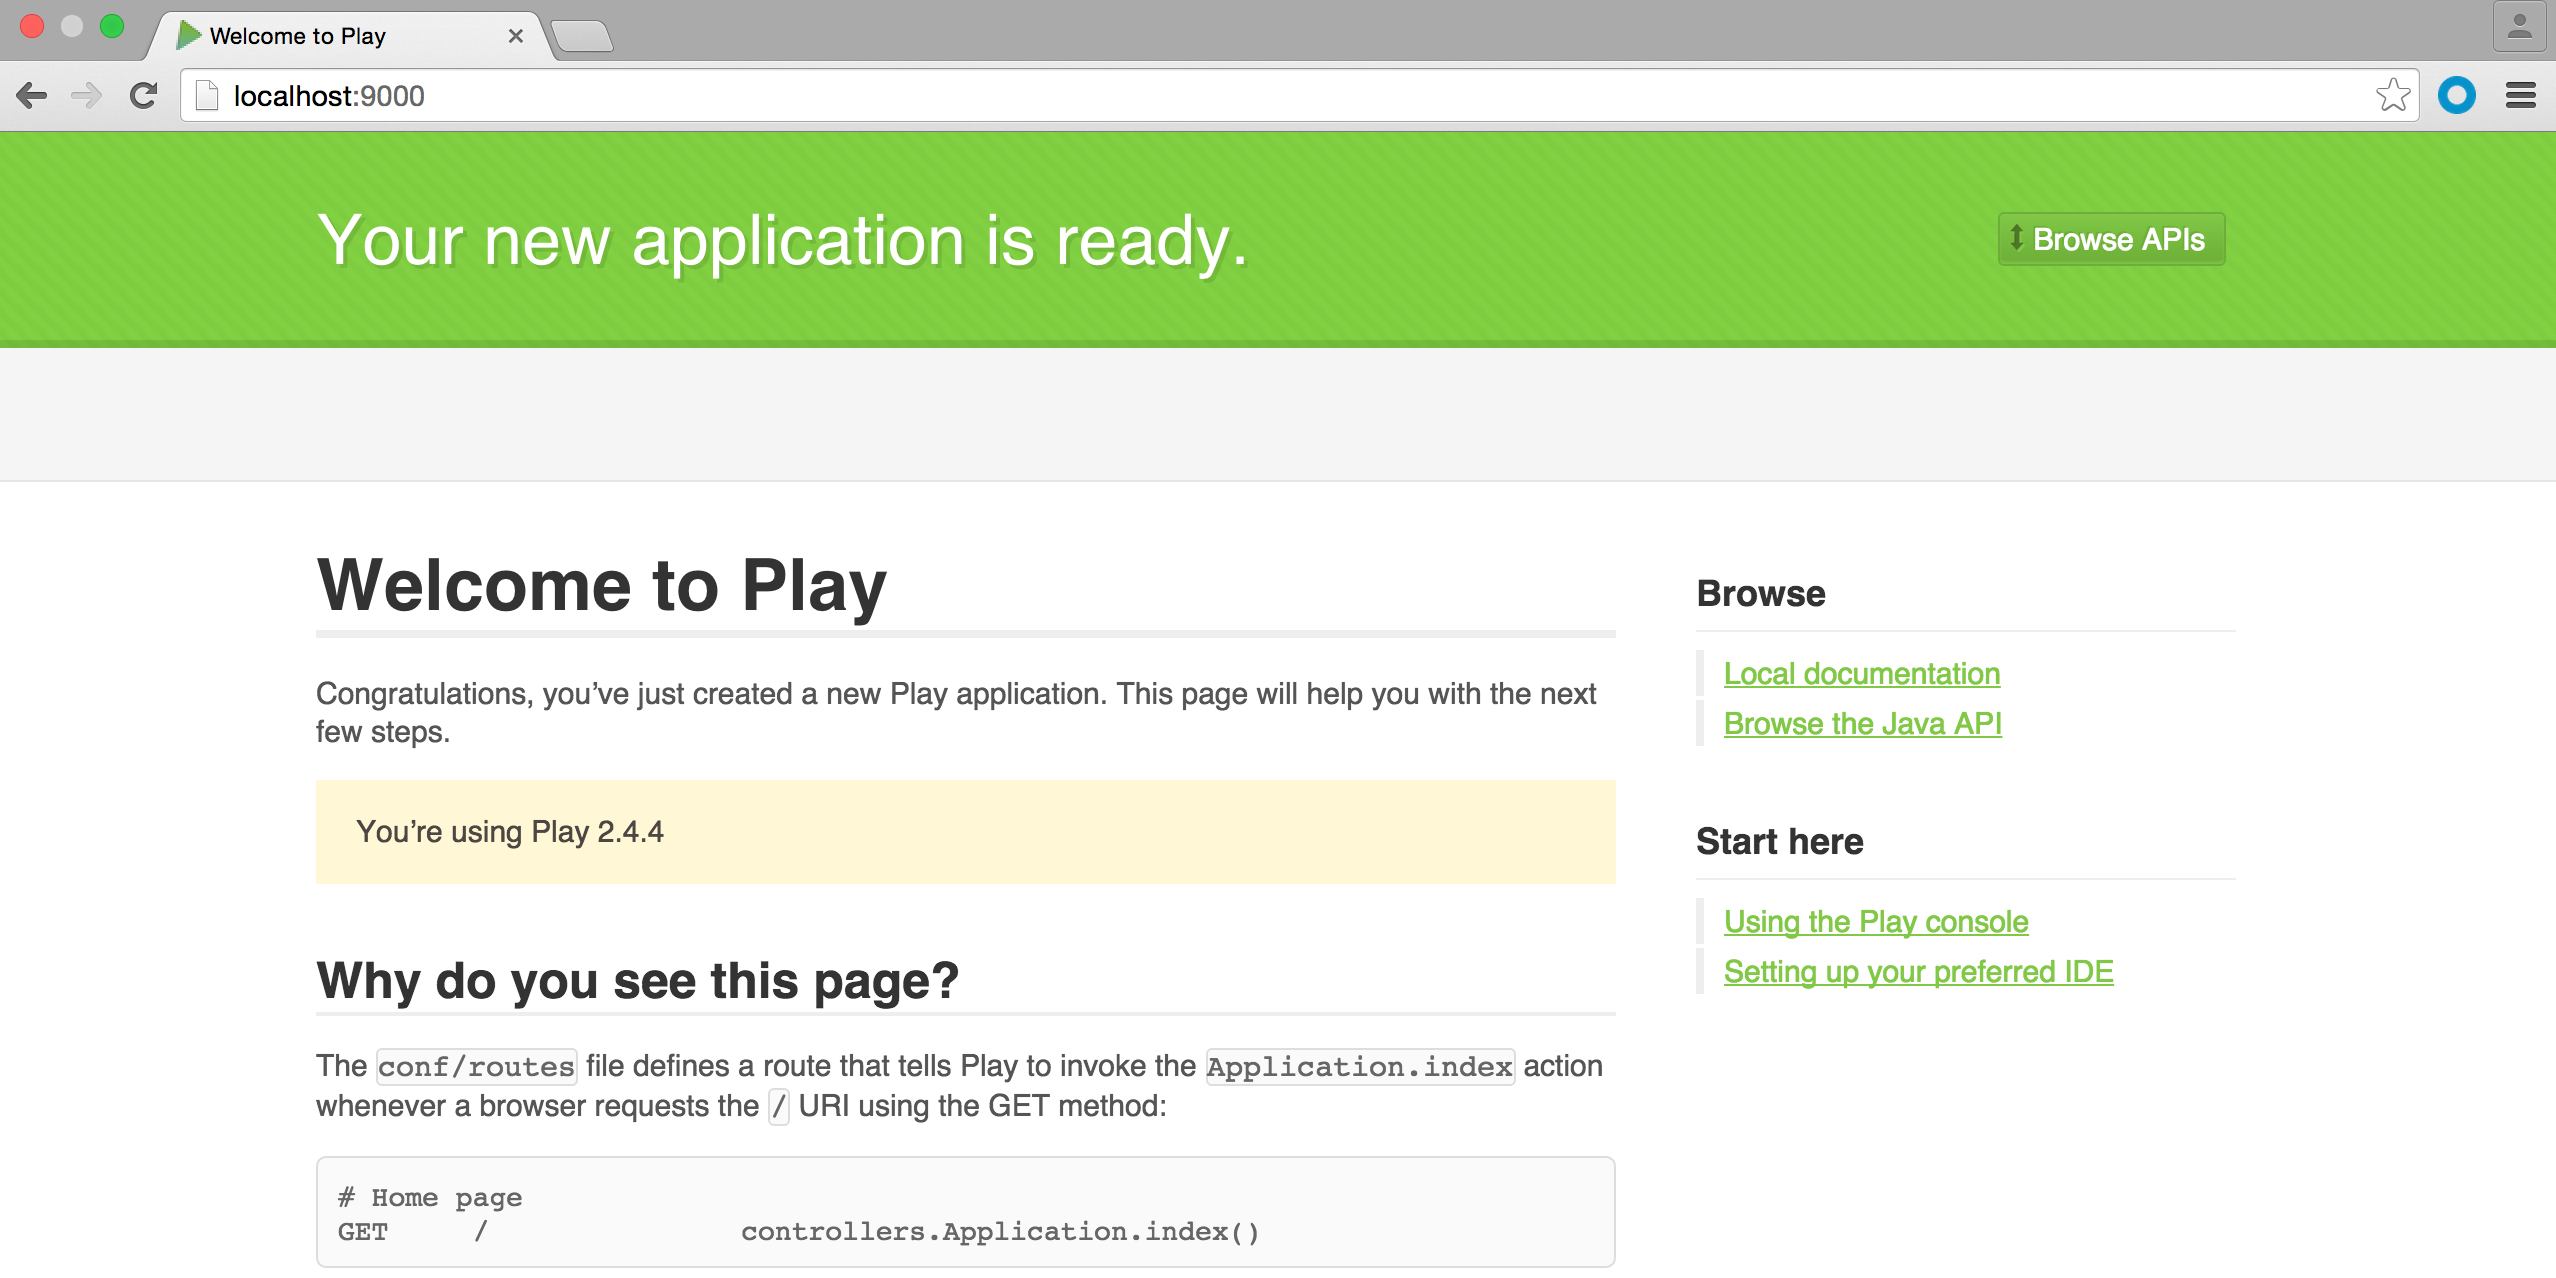 Welcome to Play
localhost:9000
Your new application is ready.
Browse APIs
Welcome to Play
Congratulations, you’ve just created a new Play application. This page will help you with the next
few steps.
You’re using Play 2.4.4
Why do you see this page?
The conf/routes file defines a route that tells Play to invoke the Application.index action
whenever a browser requests the / URI using the GET method:
# Home page
GET     /               controllers.Application.index()
Browse
Local documentation
Browse the Java API
Start here
Using the Play console
Setting up your preferred IDE